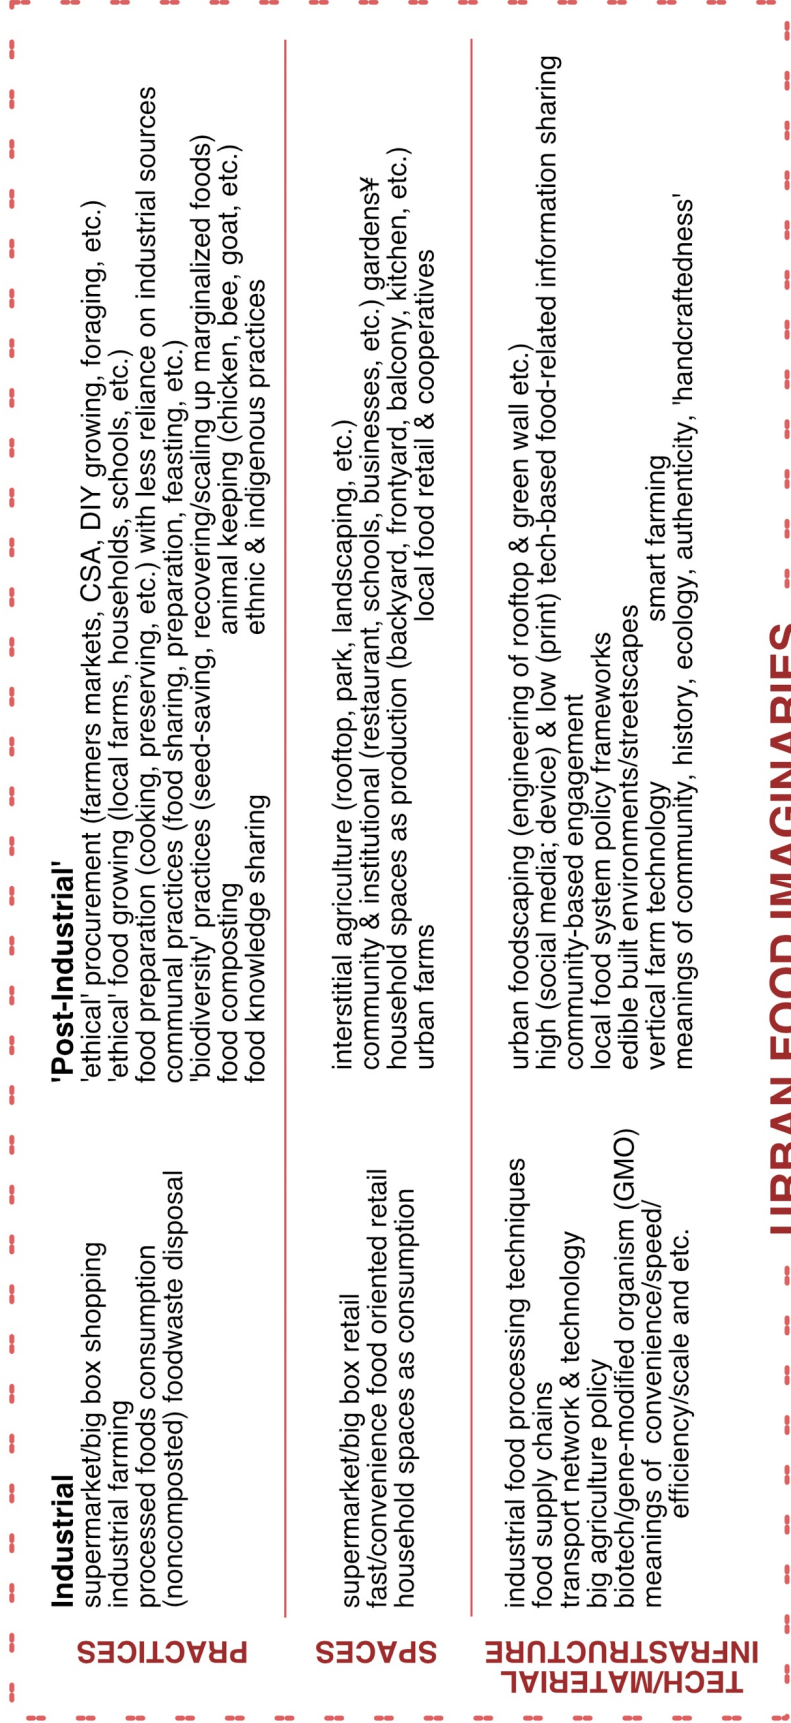 PRACTICES
Industrial
supermarket/big box shopping
industrial farming
processed foods consumption
(noncomposted) foodwaste disposal
'Post-Industrial'
'ethical' procurement (farmers markets, CSA, DIY growing, foraging, etc.)
'ethical' food growing (local farms, households, schools, etc.)
food preparation (cooking, preserving, etc.) with less reliance on industrial sources
communal practices (food sharing, preparation, feasting, etc.)
'biodiversity' practices (seed-saving, recovering/scaling up marginalized foods)
food composting animal keeping (chicken, bee, goat, etc.)
food knowledge sharing ethnic & indigenous practices
SPACES
supermarket/big box retail
fast/convenience food oriented retail
household spaces as consumption
interstitial agriculture (rooftop, park, landscaping, etc.)
community & institutional (restaurant, schools, businesses, etc.) gardens¥
household spaces as production (backyard, frontyard, balcony, kitchen, etc.)
urban farms local food retail & cooperatives
TECH/MATERIAL
INFRASTRUCTURE
industrial food processing techniques
food supply chains
transport network & technology
big agriculture policy
biotech/gene-modified organism (GMO)
meanings of convenience/speed/
efficiency/scale and etc.
urban foodscaping (engineering of rooftop & green wall etc.)
high (social media; device) & low (print) tech-based food-related information sharing
community-based engagement
local food system policy frameworks
edible built environments/streetscapes
vertical farm technology smart farming
meanings of community, history, ecology, authenticity, 'handcraftedness'
URBAN FOOD IMAGINARIES